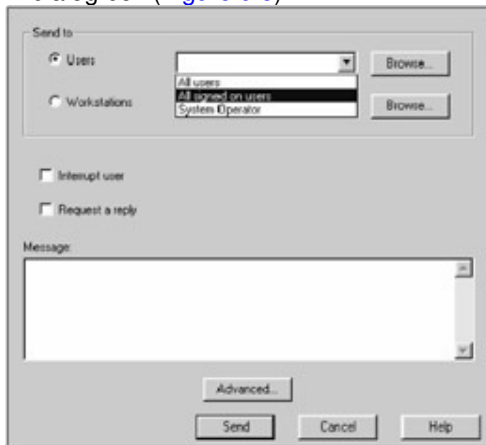 Send to
Users
Browse...
All users
All signed on users
System Operator
Workstations
Browse...
Interrupt user
Request a reply
Message:
Advanced...
Send
Cancel
Help